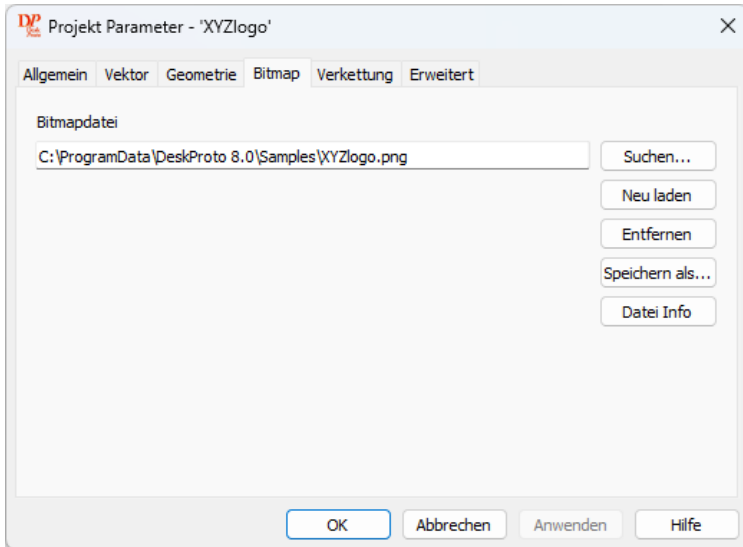 DP Projekt Parameter - 'XYZlogo'
Allgemein Vektor Geometrie Bitmap Verkettung Erweitert
Bitmapdatei
C:\ProgramData\DeskProto 8.0\Samples\XYZlogo.png Suchen...
Neu laden
Entfernen
Speichern als...
Datei Info
OK Abbrechen Anwenden Hilfe